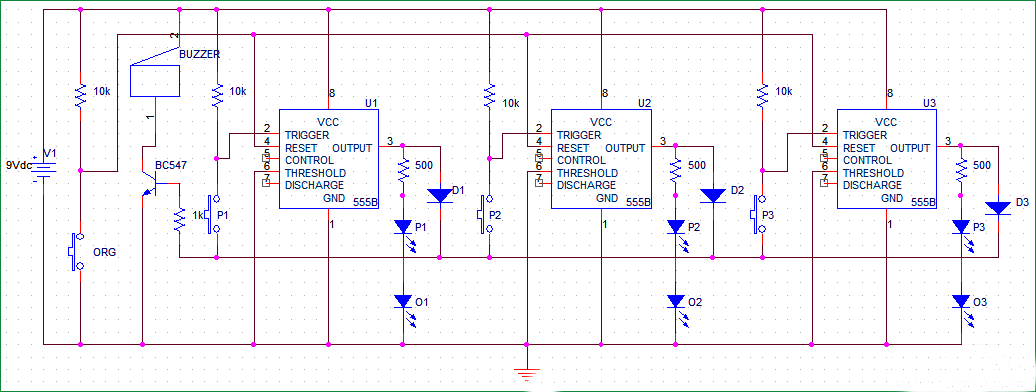 2
BUZZER
10k
1
9Vdc
V1
BC547
1k
ORG
10k
P1
8
U1
VCC
2 TRIGGER
4 RESET OUTPUT 3
5 CONTROL
6 THRESHOLD
7 DISCHARGE
GND
555B
1
500
D1
P1
O1
10k
P2
8
U2
VCC
2 TRIGGER
4 RESET OUTPUT 3
5 CONTROL
6 THRESHOLD
7 DISCHARGE
GND
555B
1
500
D2
P2
O2
10k
P3
8
U3
VCC
2 TRIGGER
4 RESET OUTPUT 3
5 CONTROL
6 THRESHOLD
7 DISCHARGE
GND
555B
1
500
D3
P3
O3